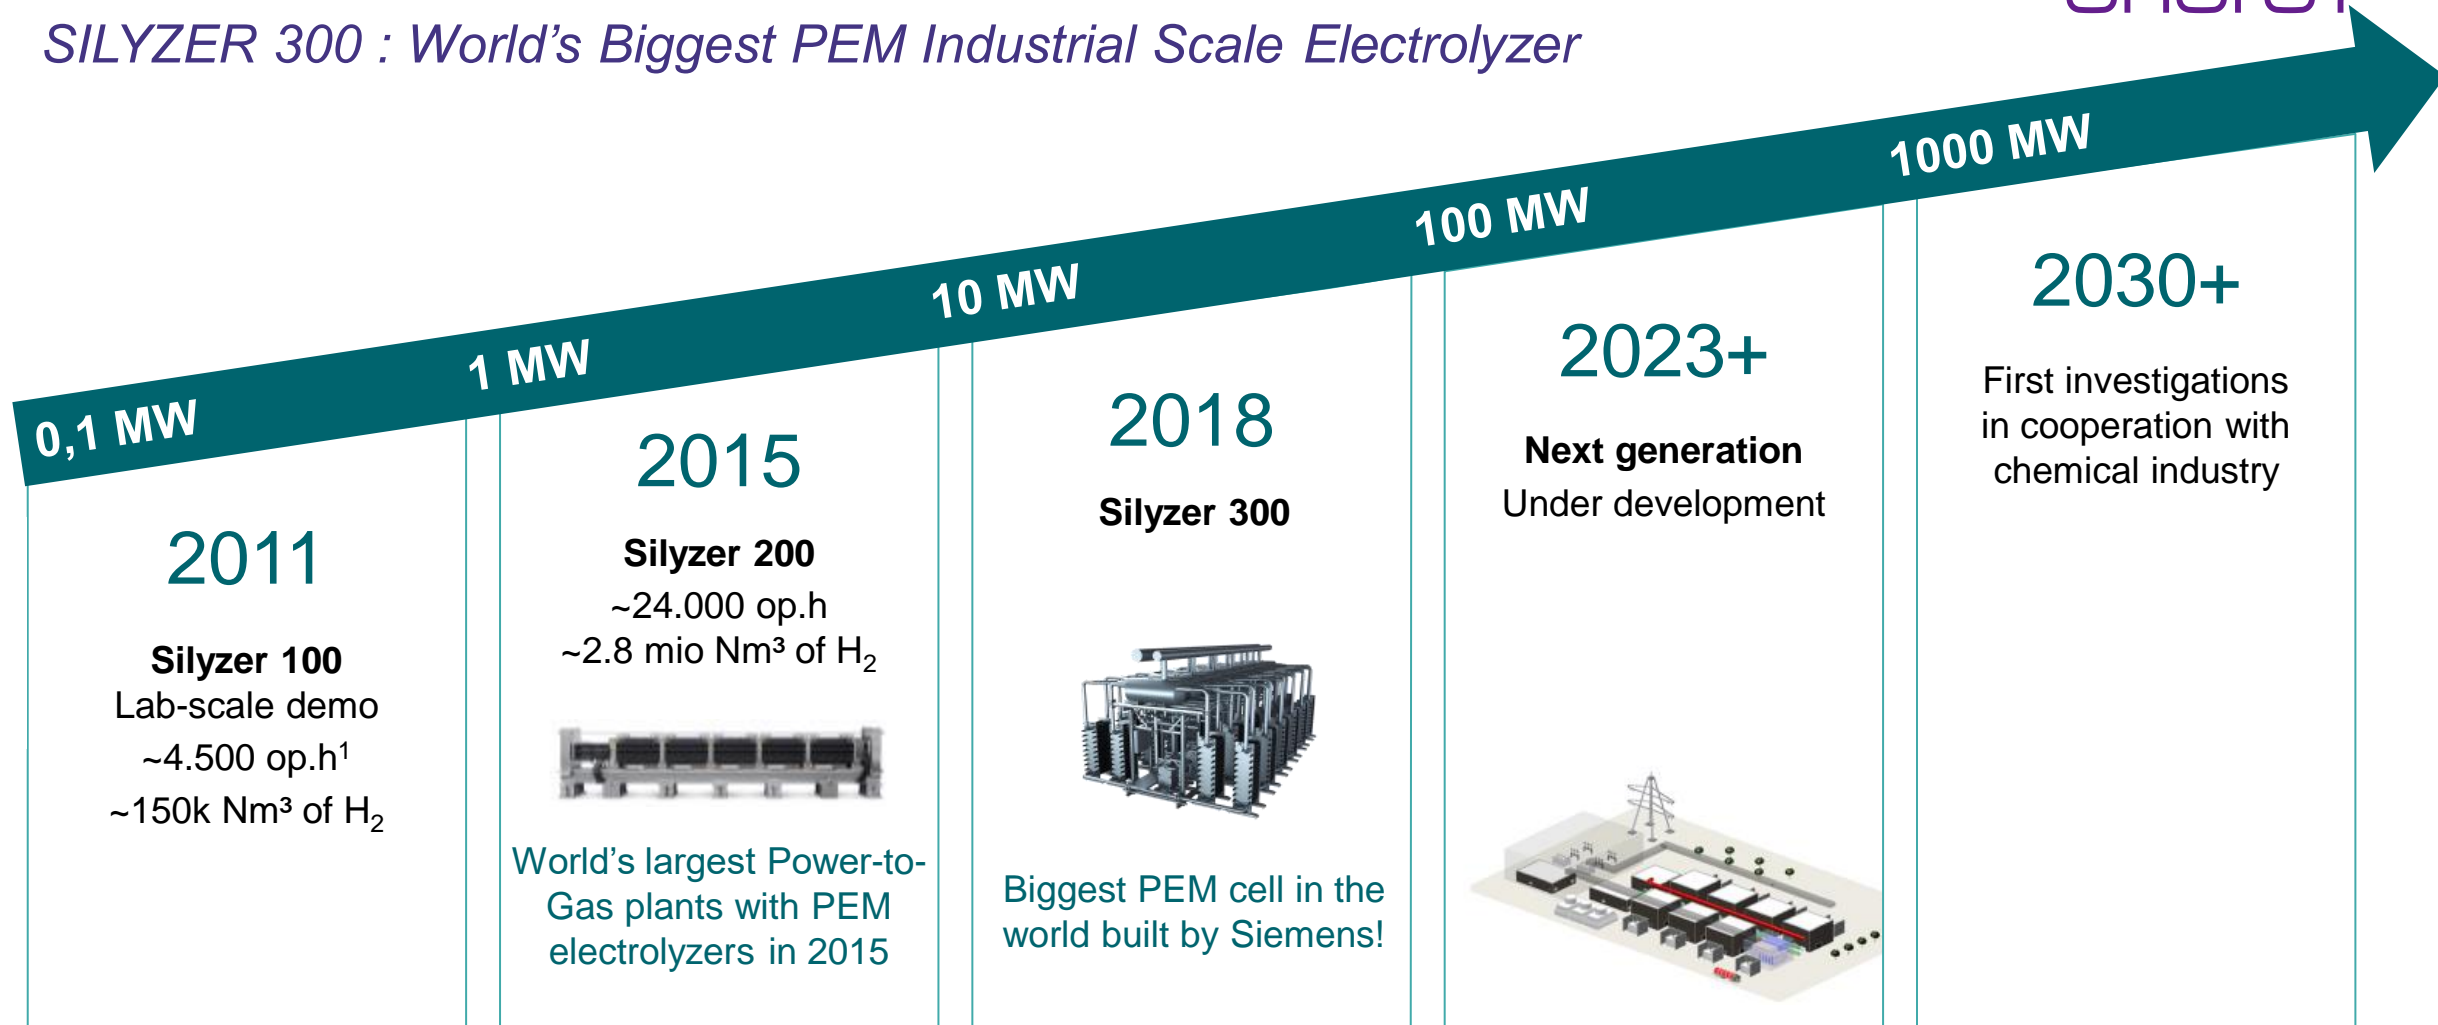 SILYZER 300 : World's Biggest PEM Industrial Scale Electrolyzer
0,1 MW
1 MW
10 MW
100 MW
1000 MW
2011
Silyzer 100
Lab-scale demo
~4.500 op.h¹
~150k Nm³ of H₂
2015
Silyzer 200
~24.000 op.h
~2.8 mio Nm³ of H₂
World's largest Power-to-
Gas plants with PEM
electrolyzers in 2015
2018
Silyzer 300
Biggest PEM cell in the
world built by Siemens!
2023+
Next generation
Under development
2030+
First investigations
in cooperation with
chemical industry